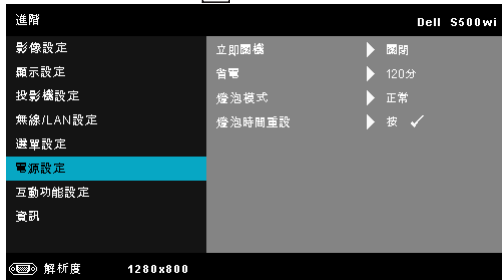 進階 Dell S500wi
影像設定 立即關機 關閉
顯示設定 省電 120分
投影機設定 燈泡模式 正常
無線/LAN設定 燈泡時間重設 按 ✓
選單設定
電源設定
互動功能設定
資訊
解析度 1280x800